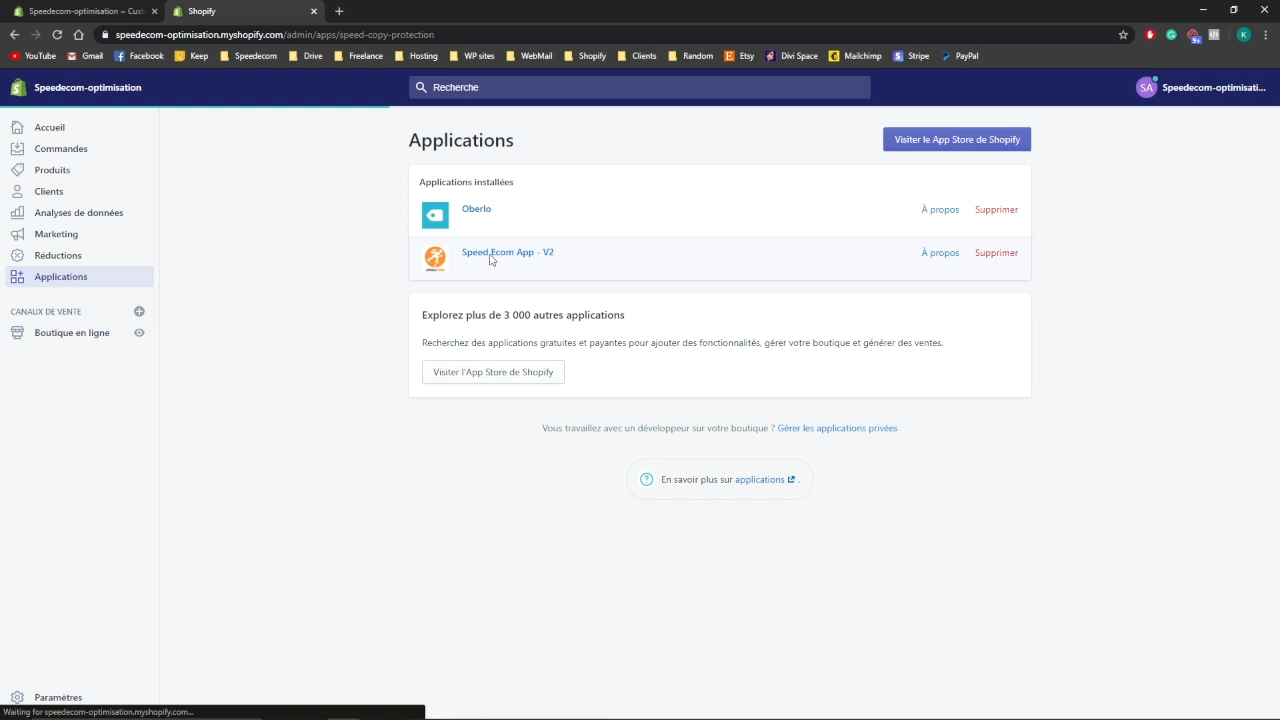 Speedecom-optimisation ~ Cust
Shopify
speedecom-optimisation.myshopify.com/admin/apps/speed-copy-protection
9+
K
YouTube
Gmail
Facebook
Keep
Speedecom
Drive
Freelance
Hosting
WP sites
WebMail
Shopify
Clients
Random
Etsy
Divi Space
Mailchimp
Stripe
PayPal
Speedecom-optimisation
Recherche
SA
Speedecom-optimisati...
Accueil
Commandes
Produits
Clients
Analyses de données
Marketing
Réductions
Applications
CANAUX DE VENTE
Boutique en ligne
Paramètres
Applications
Visiter le App Store de Shopify
Applications installées
Oberlo
À propos
Supprimer
Speed Ecom App - V2
À propos
Supprimer
Explorez plus de 3 000 autres applications
Recherchez des applications gratuites et payantes pour ajouter des fonctionnalités, gérer votre boutique et générer des ventes.
Visiter l'App Store de Shopify
Vous travaillez avec un développeur sur votre boutique ? Gérer les applications privées
En savoir plus sur applications .
Waiting for speedecom-optimisation.myshopify.com...